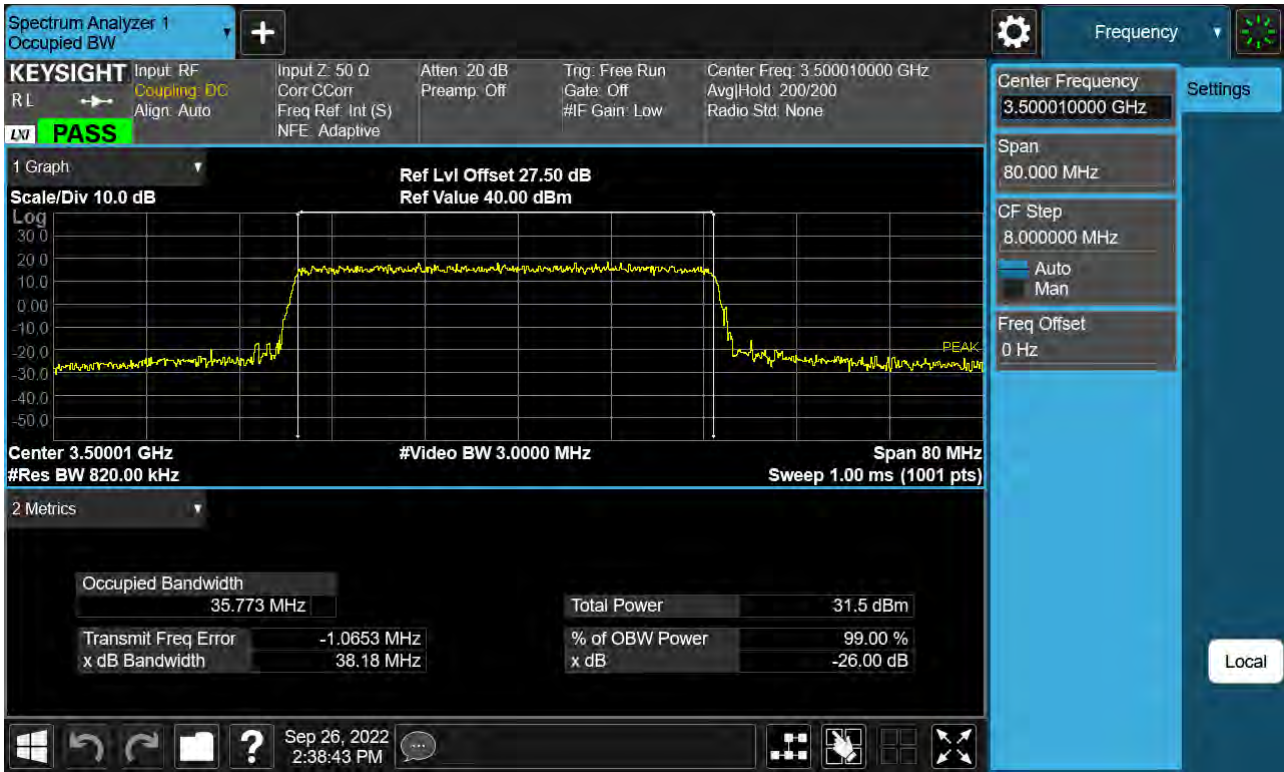 Spectrum Analyzer 1
Occupied BW
+
Frequency
KEYSIGHT
RL
LXI
PASS
Input: RF
Coupling: DC
Align: Auto
Input Z: 50 Ω
Corr CCorr
Freq Ref: Int (S)
NFE: Adaptive
Atten: 20 dB
Preamp: Off
Trig: Free Run
Gate: Off
#IF Gain: Low
Center Freq: 3.500010000 GHz
Avg|Hold: 200/200
Radio Std: None
Center Frequency
3.500010000 GHz
Settings
Span
80.000 MHz
CF Step
8.000000 MHz
Auto
Man
Freq Offset
0 Hz
Local
1 Graph
Scale/Div 10.0 dB
Ref Lvl Offset 27.50 dB
Ref Value 40.00 dBm
Log
30.0
20.0
10.0
0.00
-10.0
-20.0
-30.0
-40.0
-50.0
PEAK
Center 3.50001 GHz
#Video BW 3.0000 MHz
Span 80 MHz
#Res BW 820.00 kHz
Sweep 1.00 ms (1001 pts)
2 Metrics
Occupied Bandwidth
35.773 MHz
Total Power 31.5 dBm
Transmit Freq Error -1.0653 MHz
% of OBW Power 99.00 %
x dB Bandwidth 38.18 MHz
x dB -26.00 dB
?
Sep 26, 2022
2:38:43 PM